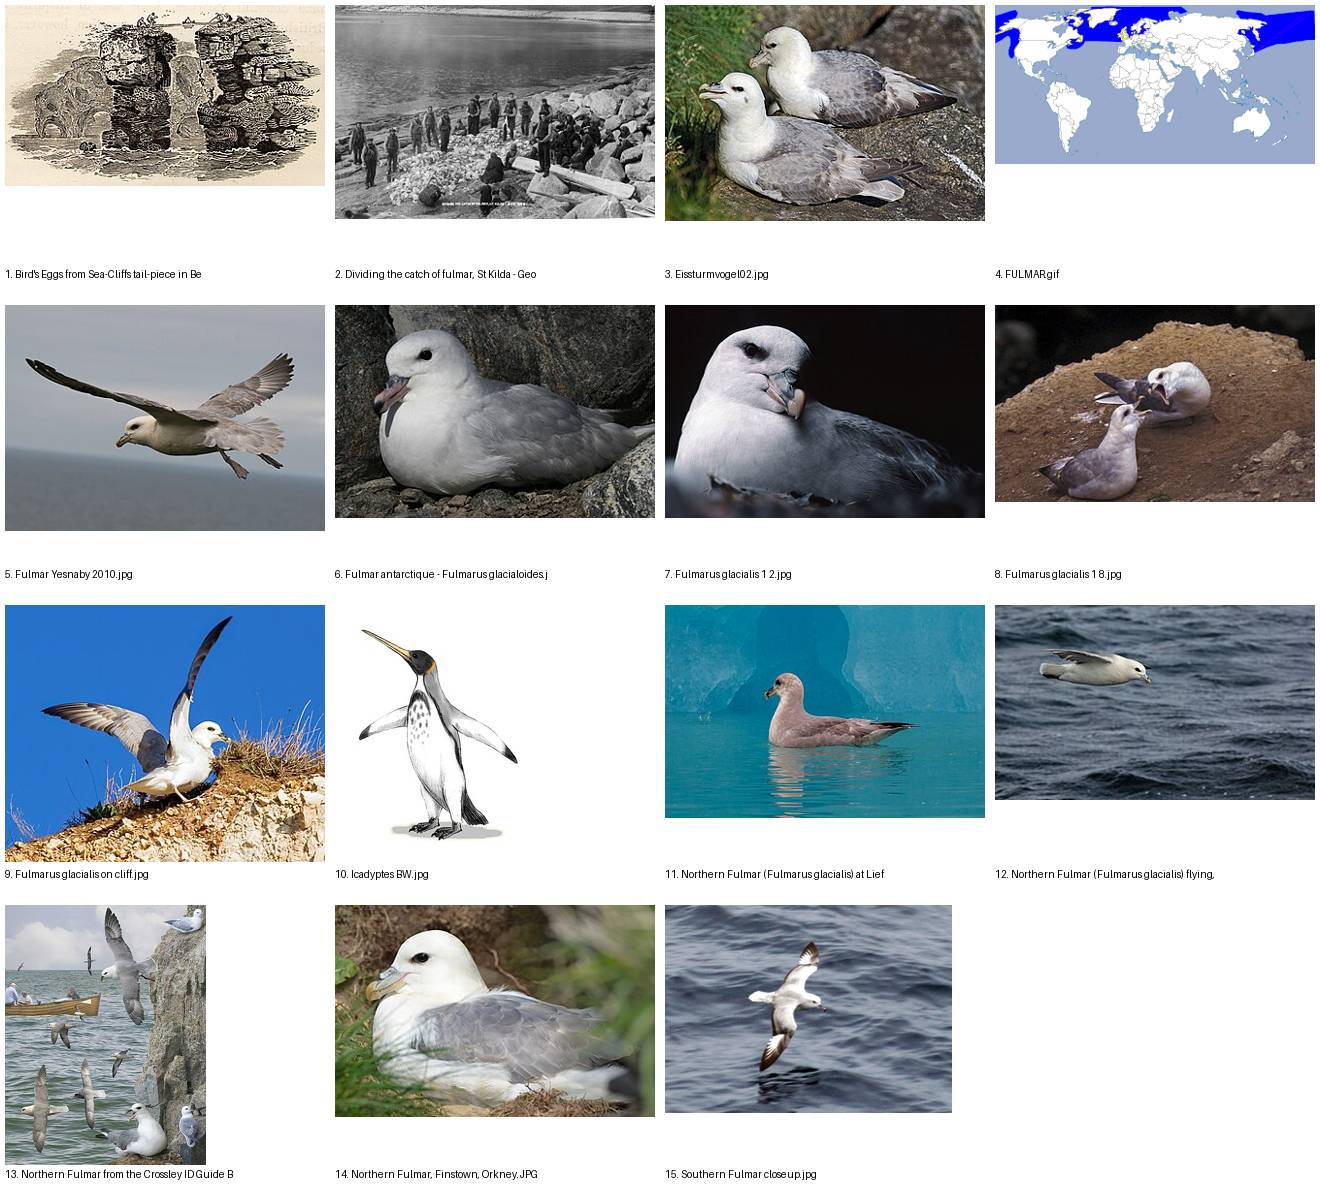 1. Bird's Eggs from Sea-Cliffs tail-piece in Be
2. Dividing the catch of fulmar, St Kilda - Geo
3. Eissturmvogel02.jpg
4. FULMAR.gif
5. Fulmar Yesnaby 2010.jpg
6. Fulmar antarctique - Fulmarus glacialoides.j
7. Fulmarus glacialis 1 2.jpg
8. Fulmarus glacialis 1 8.jpg
9. Fulmarus glacialis on cliff.jpg
10. Icadyptes BW.jpg
11. Northern Fulmar (Fulmarus glacialis) at Lief
12. Northern Fulmar (Fulmarus glacialis) flying,
13. Northern Fulmar from the Crossley ID Guide B
14. Northern Fulmar, Finstown, Orkney.JPG
15. Southern Fulmar closeup.jpg